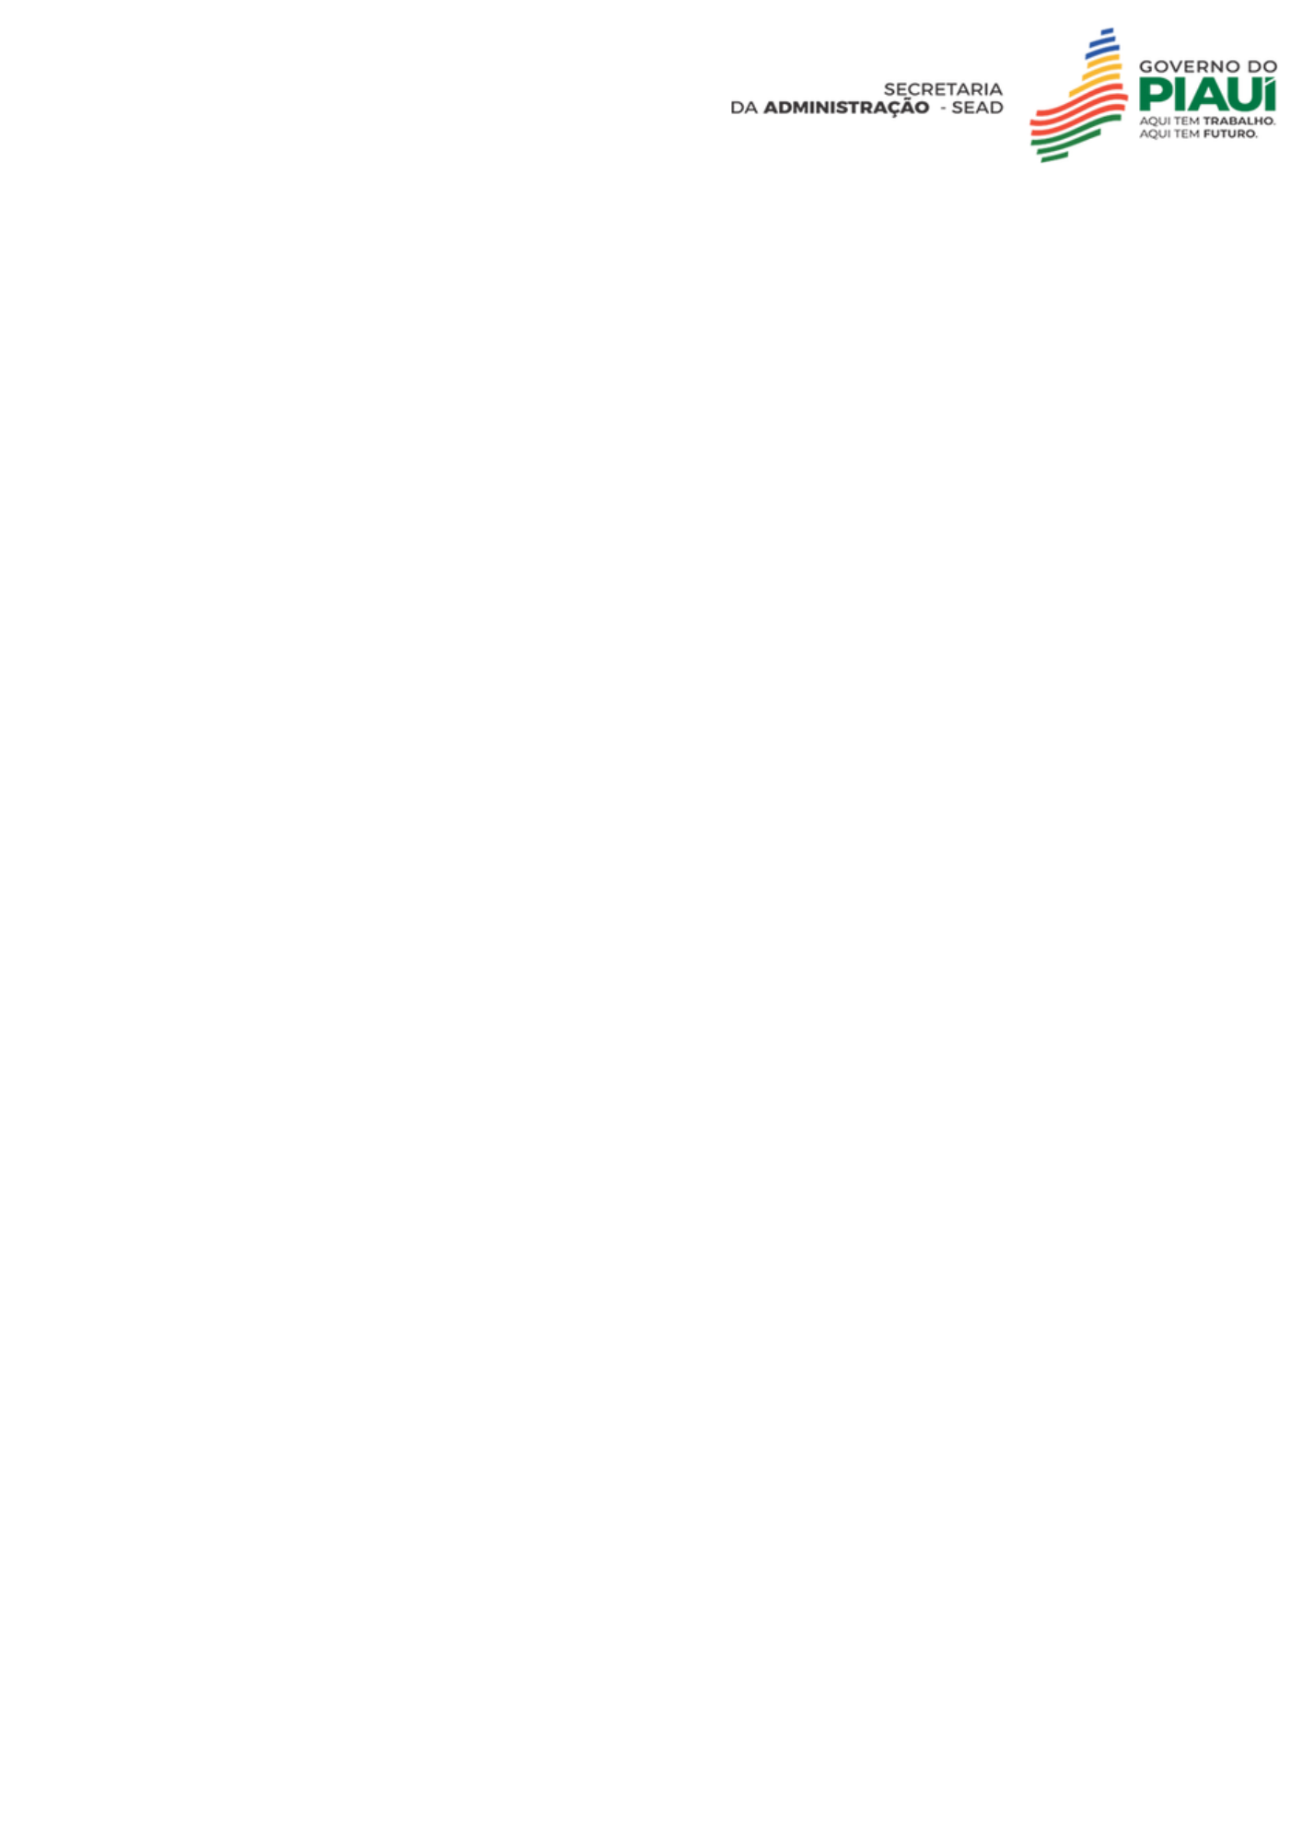 SECRETARIA
DA ADMINISTRAÇÃO - SEAD
GOVERNO DO
PIAUÍ
AQUI TEM TRABALHO.
AQUI TEM FUTURO.